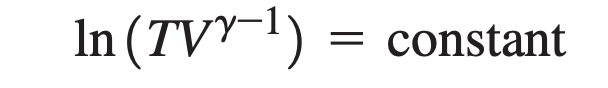 ln (TV^{γ−1}) = constant